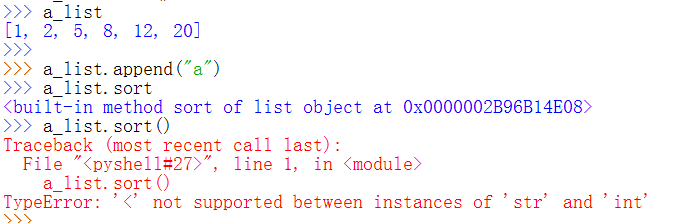 >>> a_list
[1, 2, 5, 8, 12, 20]
>>>
>>> a_list.append("a")
>>> a_list.sort
<built-in method sort of list object at 0x0000002B96B14E08>
>>> a_list.sort()
Traceback (most recent call last):
  File "<pyshell#27>", line 1, in <module>
    a_list.sort()
TypeError: '<' not supported between instances of 'str' and 'int'
>>>